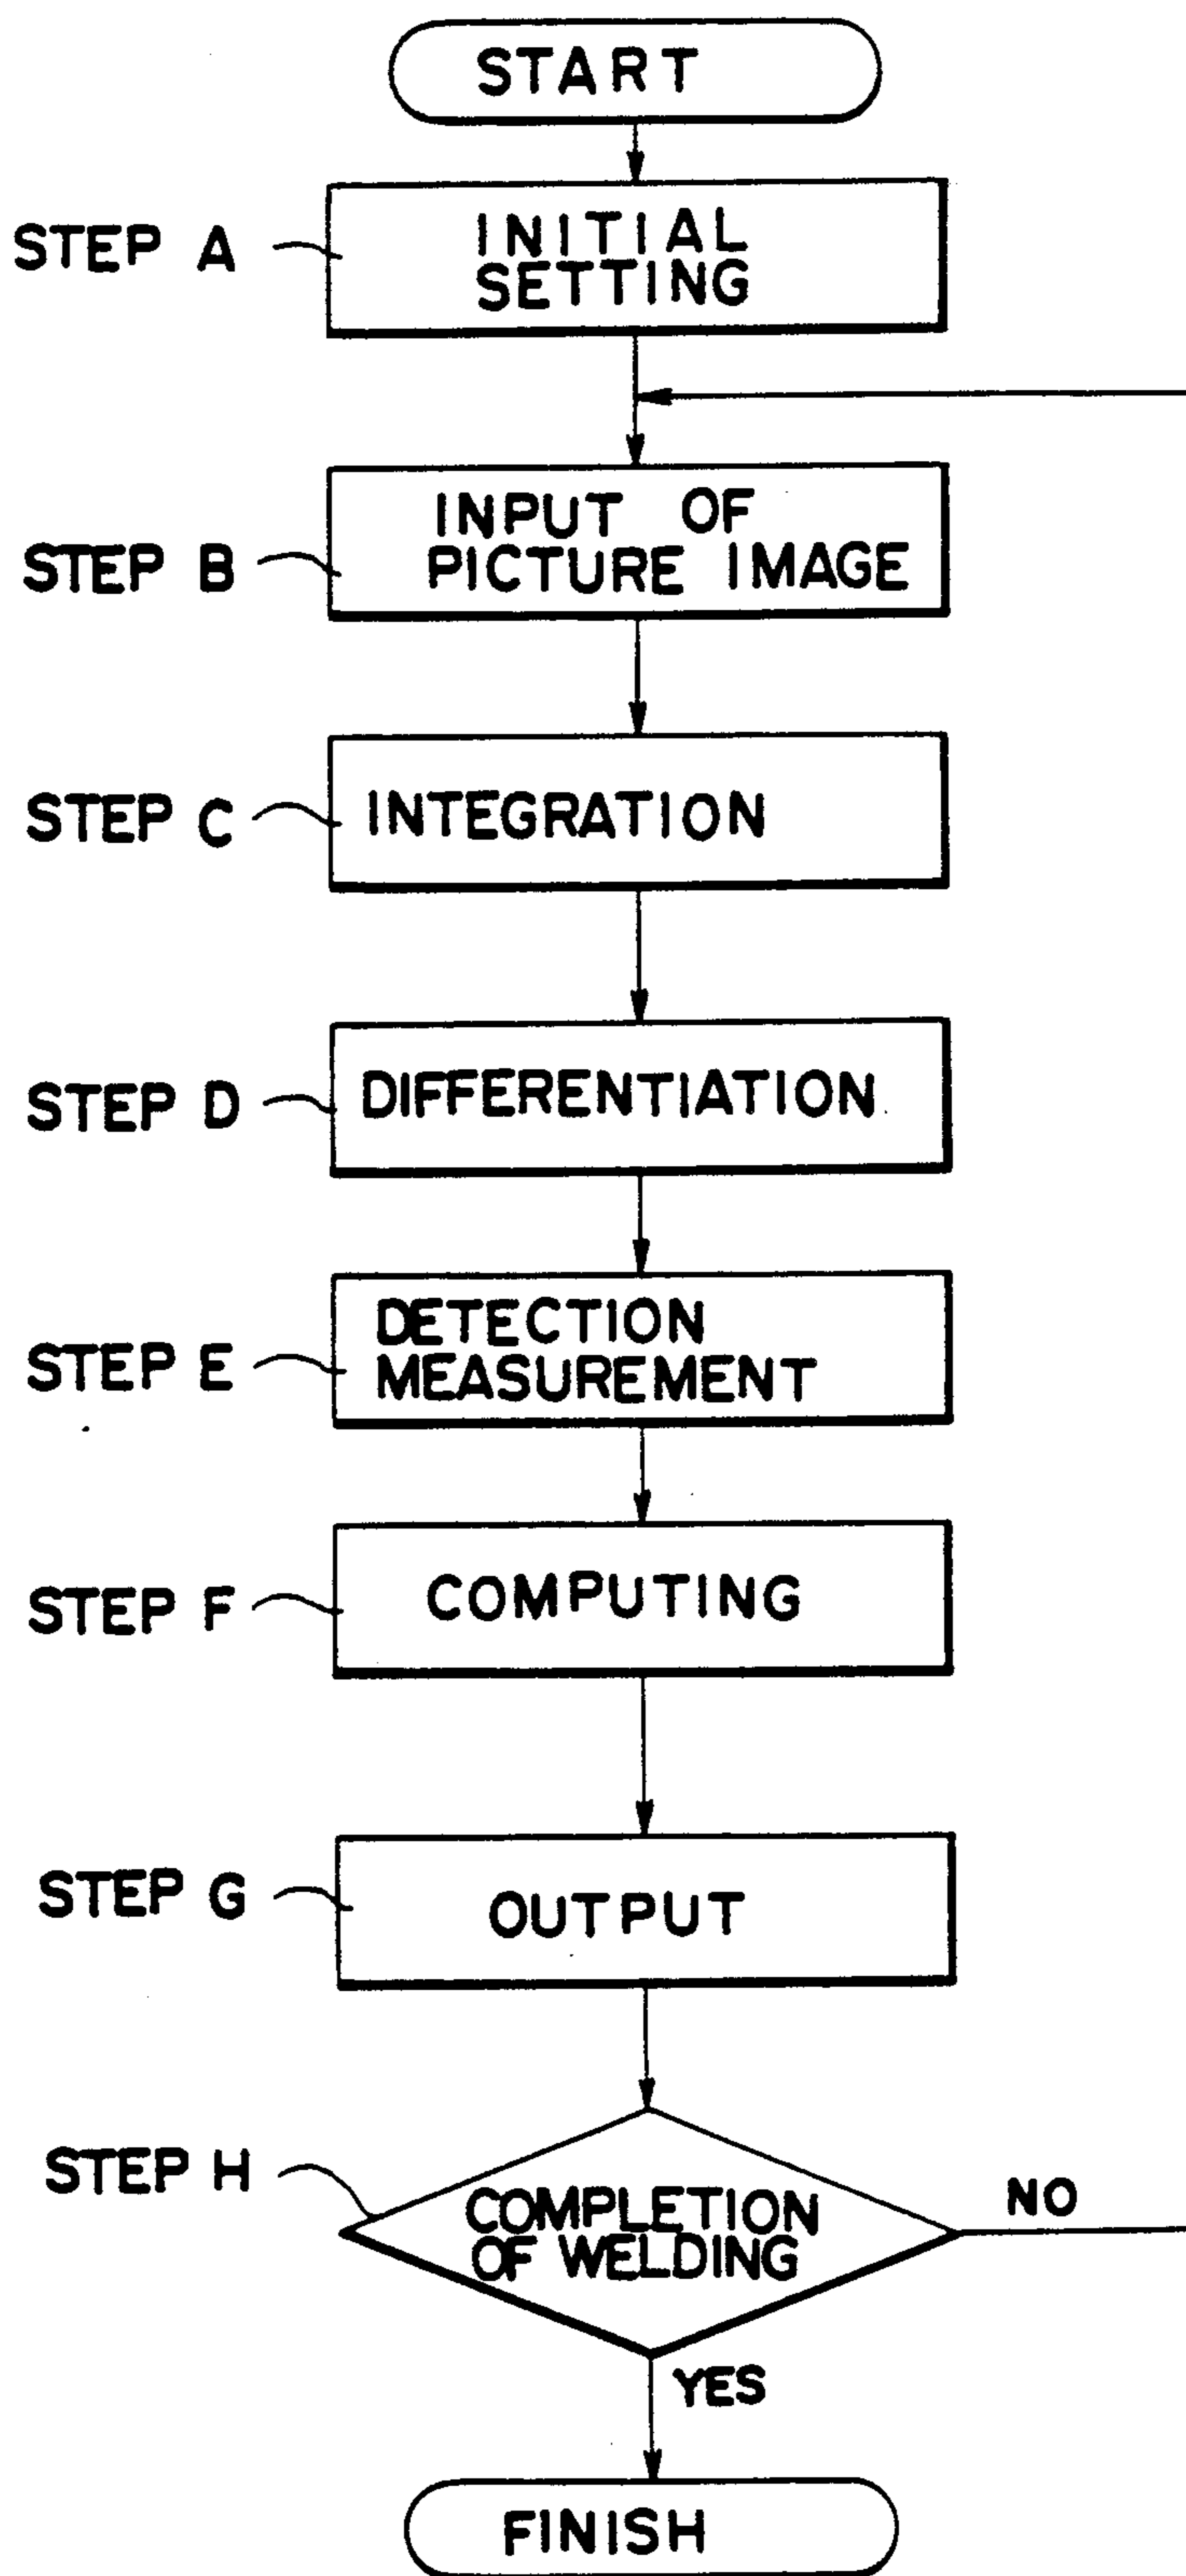 START
STEP A
INITIAL
SETTING
STEP B
INPUT OF
PICTURE IMAGE
STEP C
INTEGRATION
STEP D
DIFFERENTIATION
STEP E
DETECTION
MEASUREMENT
STEP F
COMPUTING
STEP G
OUTPUT
STEP H
COMPLETION
OF WELDING
NO
YES
FINISH